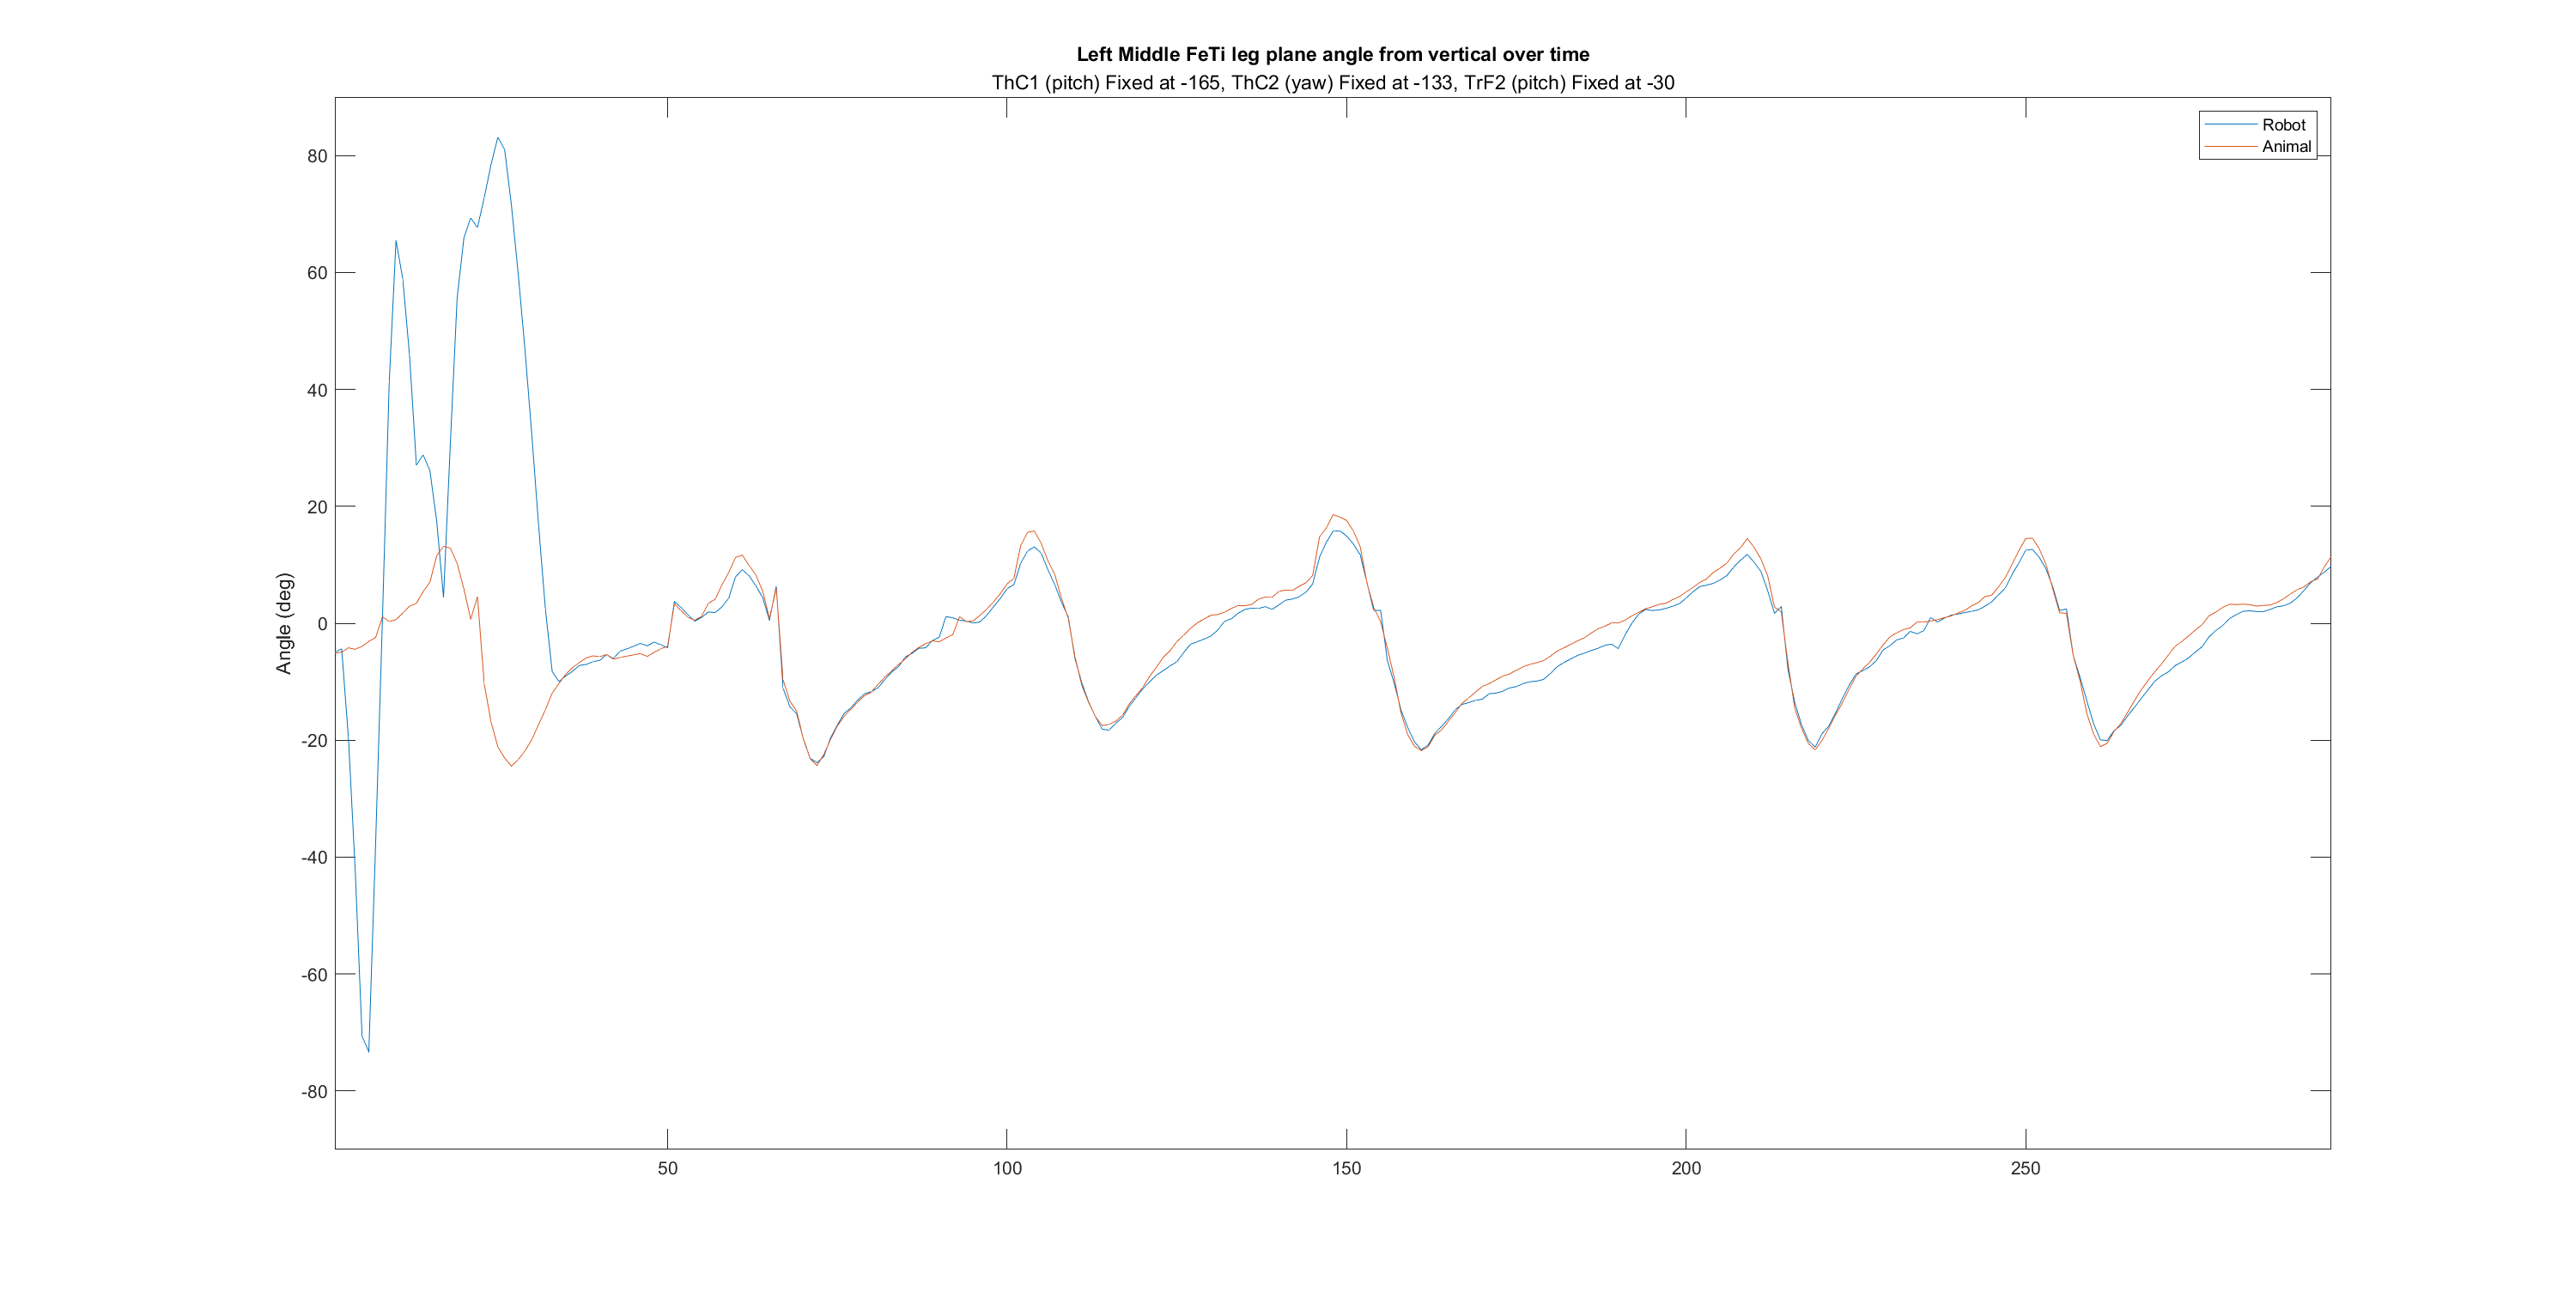 Left Middle FeTi leg plane angle from vertical over time
ThC1 (pitch) Fixed at -165, ThC2 (yaw) Fixed at -133, TrF2 (pitch) Fixed at -30
Robot
Animal
80
60
40
20
0
-20
-40
-60
-80
Angle (deg)
50
100
150
200
250